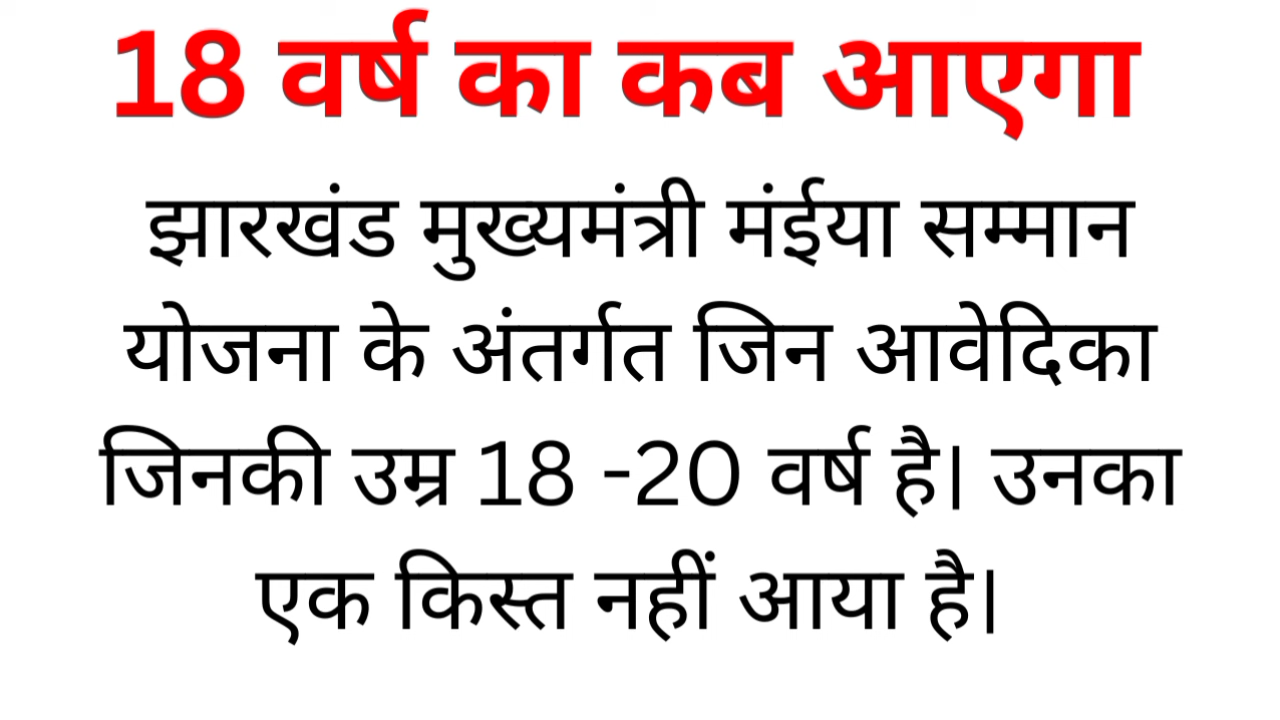 18 वर्ष का कब आएगा
झारखंड मुख्यमंत्री मंईया सम्मान
योजना के अंतर्गत जिन आवेदिका
जिनकी उम्र 18 -20 वर्ष है। उनका
एक किस्त नहीं आया है।